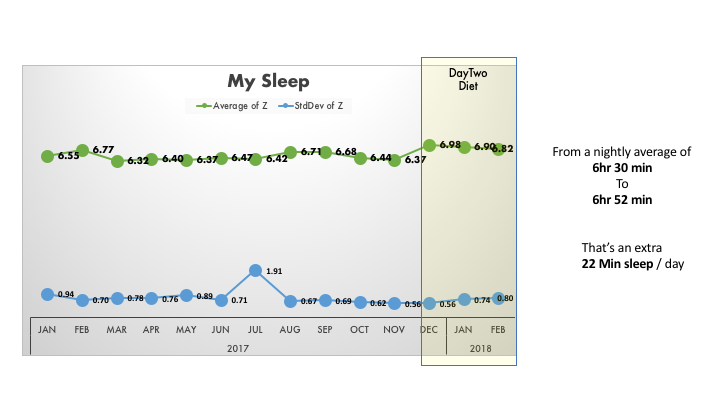 My Sleep
Average of Z StdDev of Z
DayTwo
Diet
6.55 6.77 6.32 6.40 6.37 6.47 6.42 6.71 6.68 6.44 6.37 6.98 6.90 6.82
0.94 0.70 0.78 0.76 0.89 0.71 1.91 0.67 0.69 0.62 0.56 0.56 0.74 0.80
JAN FEB MAR APR MAY JUN JUL AUG SEP OCT NOV DEC JAN FEB
2017 2018
From a nightly average of
6hr 30 min
To
6hr 52 min
That's an extra
22 Min sleep / day